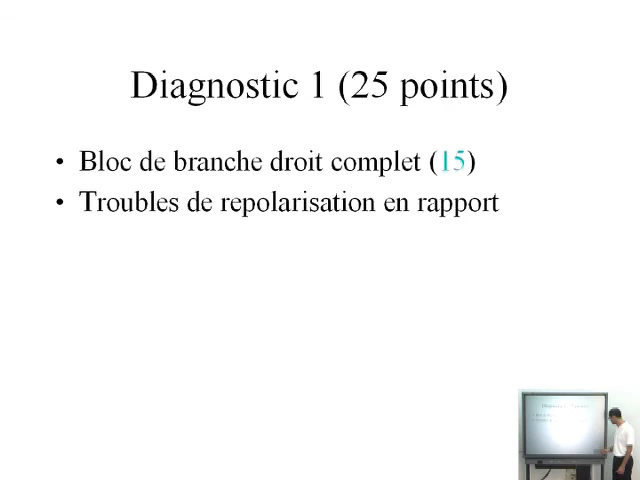 Diagnostic 1 (25 points)
• Bloc de branche droit complet (15)
• Troubles de repolarisation en rapport